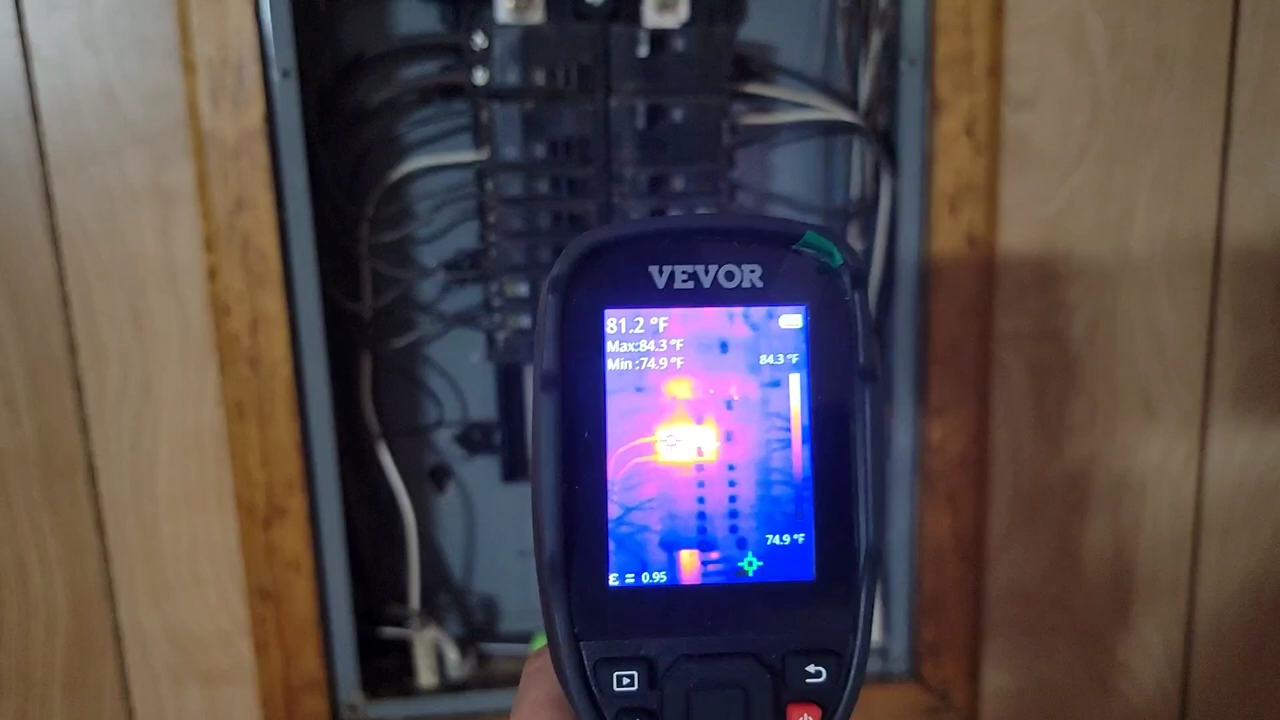 VEVOR
81.2 °F
Max:84.3 °F
Min :74.9 °F
84.3 °F
74.9 °F
ε = 0.95